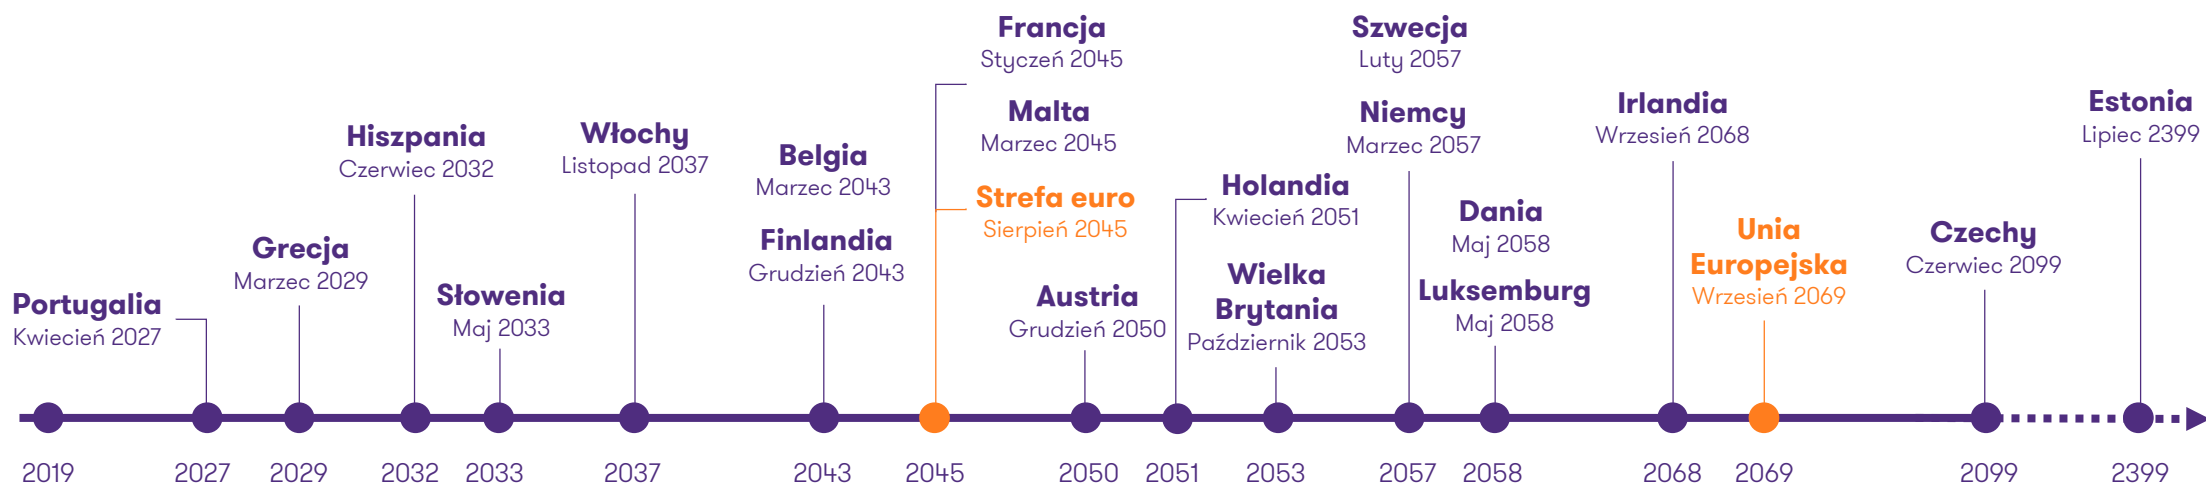 Portugalia
Kwiecień 2027
Grecja
Marzec 2029
Hiszpania
Czerwiec 2032
Słowenia
Maj 2033
Włochy
Listopad 2037
Belgia
Marzec 2043
Finlandia
Grudzień 2043
Francja
Styczeń 2045
Malta
Marzec 2045
Strefa euro
Sierpień 2045
Austria
Grudzień 2050
Holandia
Kwiecień 2051
Wielka
Brytania
Październik 2053
Szwecja
Luty 2057
Niemcy
Marzec 2057
Dania
Maj 2058
Luksemburg
Maj 2058
Irlandia
Wrzesień 2068
Unia
Europejska
Wrzesień 2069
Czechy
Czerwiec 2099
Estonia
Lipiec 2399
2019 2027 2029 2032 2033 2037 2043 2045 2050 2051 2053 2057 2058 2068 2069 2099 2399